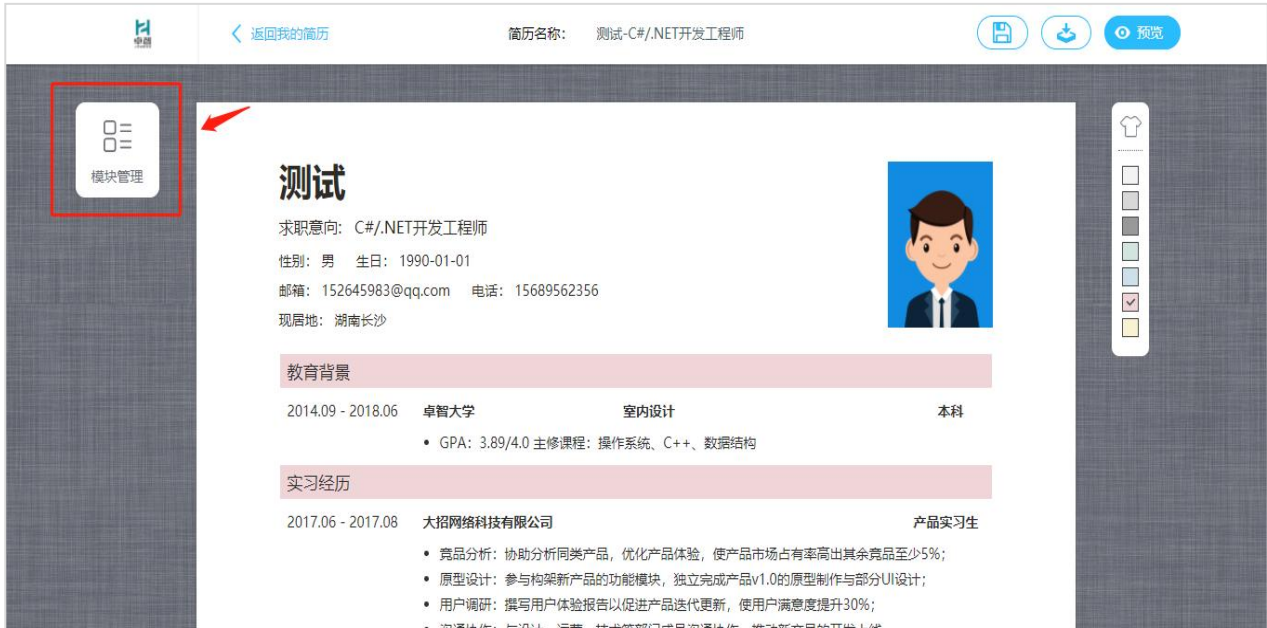 卓智
返回我的简历
简历名称： 测试-C#/.NET开发工程师
预览
模块管理
测试
求职意向： C#/.NET开发工程师
性别： 男 生日： 1990-01-01
邮箱： 152645983@qq.com 电话： 15689562356
现居地： 湖南长沙
教育背景
2014.09 - 2018.06 卓智大学 室内设计 本科
• GPA：3.89/4.0 主修课程：操作系统、C++、数据结构
实习经历
2017.06 - 2017.08 大招网络科技有限公司 产品实习生
• 竞品分析：协助分析同类产品，优化产品体验，使产品市场占有率高出其余竞品至少5%；
• 原型设计：参与构架新产品的功能模块，独立完成产品v1.0的原型制作与部分UI设计；
• 用户调研：撰写用户体验报告以促进产品迭代更新，使用户满意度提升30%；